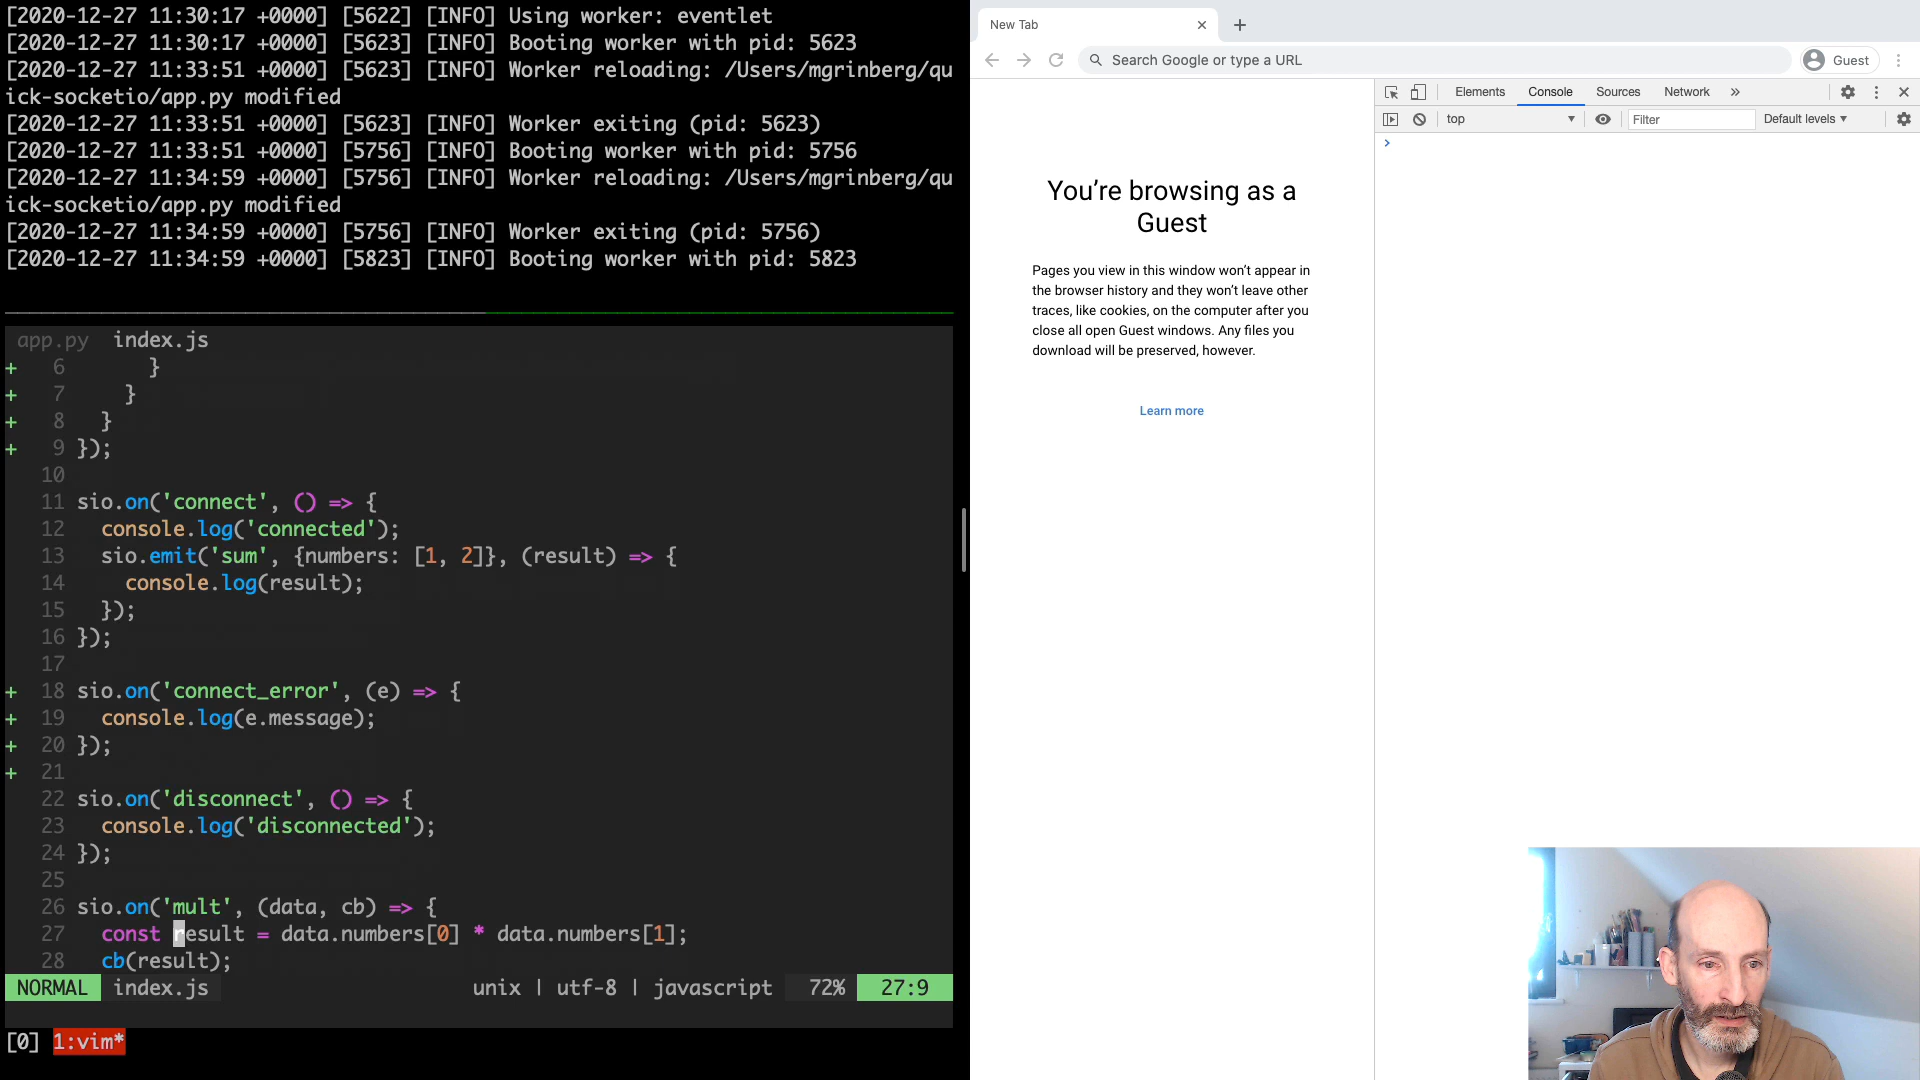 [2020-12-27 11:30:17 +0000] [5622] [INFO] Using worker: eventlet
[2020-12-27 11:30:17 +0000] [5623] [INFO] Booting worker with pid: 5623
[2020-12-27 11:33:51 +0000] [5623] [INFO] Worker reloading: /Users/mgrinberg/qu
ick-socketio/app.py modified
[2020-12-27 11:33:51 +0000] [5623] [INFO] Worker exiting (pid: 5623)
[2020-12-27 11:33:51 +0000] [5756] [INFO] Booting worker with pid: 5756
[2020-12-27 11:34:59 +0000] [5756] [INFO] Worker reloading: /Users/mgrinberg/qu
ick-socketio/app.py modified
[2020-12-27 11:34:59 +0000] [5756] [INFO] Worker exiting (pid: 5756)
[2020-12-27 11:34:59 +0000] [5823] [INFO] Booting worker with pid: 5823
app.py index.js
+ 6 }
+ 7 }
+ 8 }
+ 9 });
10
11 sio.on('connect', () => {
12 console.log('connected');
13 sio.emit('sum', {numbers: [1, 2]}, (result) => {
14 console.log(result);
15 });
16 });
17
+ 18 sio.on('connect_error', (e) => {
+ 19 console.log(e.message);
+ 20 });
+ 21
22 sio.on('disconnect', () => {
23 console.log('disconnected');
24 });
25
26 sio.on('mult', (data, cb) => {
27 const result = data.numbers[0] * data.numbers[1];
28 cb(result);
NORMAL index.js unix | utf-8 | javascript 72% 27:9
[0] 1:vim*
New Tab
Search Google or type a URL
Guest
Elements Console Sources Network »
top Filter Default levels
You're browsing as a
Guest
Pages you view in this window won't appear in
the browser history and they won't leave other
traces, like cookies, on the computer after you
close all open Guest windows. Any files you
download will be preserved, however.
Learn more